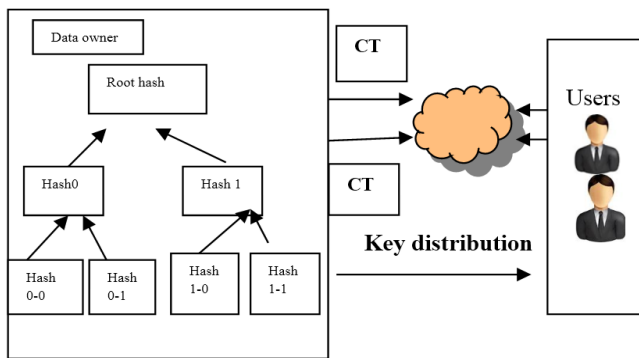 Data owner
CT
Root hash
Users
Hash0
Hash 1
CT
Key distribution
Hash
0-0
Hash
0-1
Hash
1-0
Hash
1-1